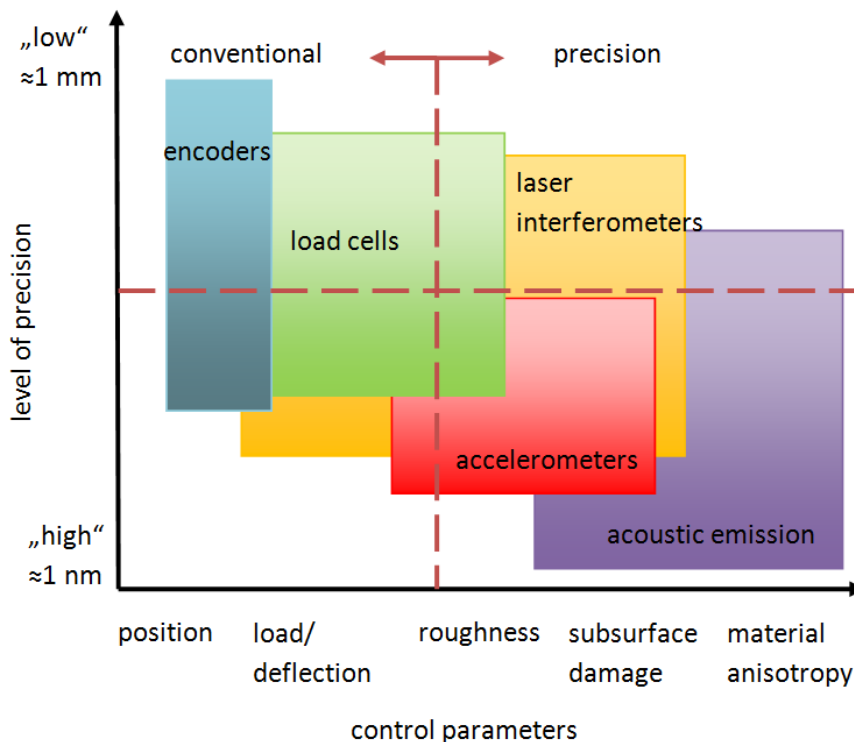 „low“
≈1 mm
conventional
precision
encoders
load cells
laser
interferometers
accelerometers
acoustic emission
level of precision
„high“
≈1 nm
position
load/
deflection
roughness
subsurface
damage
material
anisotropy
control parameters